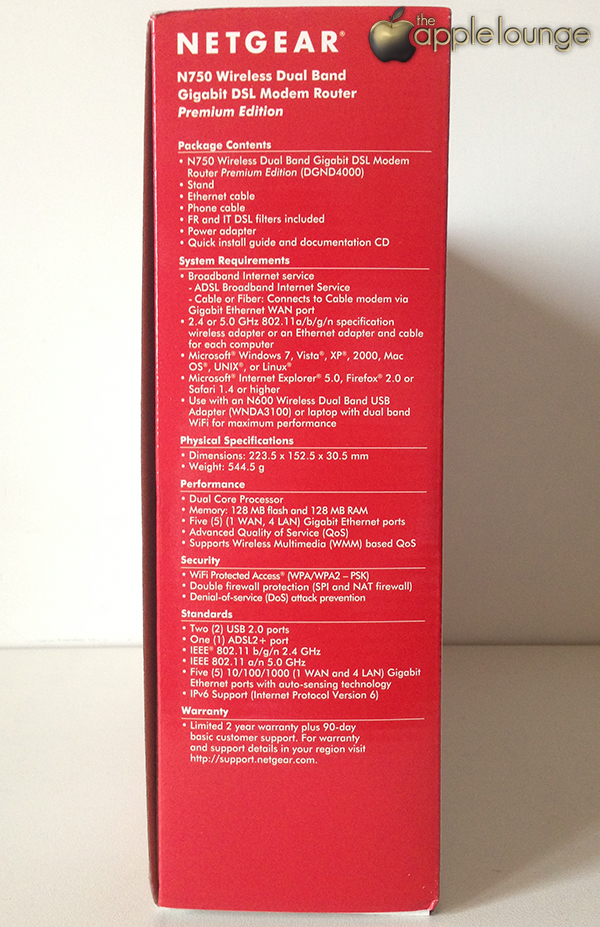 NETGEAR®
the
applelounge
N750 Wireless Dual Band
Gigabit DSL Modem Router
Premium Edition
Package Contents
• N750 Wireless Dual Band Gigabit DSL Modem
Router Premium Edition (DGND4000)
• Stand
• Ethernet cable
• Phone cable
• FR and IT DSL filters included
• Power adapter
• Quick install guide and documentation CD
System Requirements
• Broadband Internet service
- ADSL Broadband Internet Service
- Cable or Fiber: Connects to Cable modem via
Gigabit Ethernet WAN port
• 2.4 or 5.0 GHz 802.11a/b/g/n specification
wireless adapter or an Ethernet adapter and cable
for each computer
• Microsoft® Windows 7, Vista®, XP®, 2000, Mac
OS®, UNIX®, or Linux®
• Microsoft® Internet Explorer® 5.0, Firefox® 2.0 or
Safari 1.4 or higher
• Use with an N600 Wireless Dual Band USB
Adapter (WNDA3100) or laptop with dual band
WiFi for maximum performance
Physical Specifications
• Dimensions: 223.5 x 152.5 x 30.5 mm
• Weight: 544.5 g
Performance
• Dual Core Processor
• Memory: 128 MB flash and 128 MB RAM
• Five (5) (1 WAN, 4 LAN) Gigabit Ethernet ports
• Advanced Quality of Service (QoS)
• Supports Wireless Multimedia (WMM) based QoS
Security
• WiFi Protected Access® (WPA/WPA2 – PSK)
• Double firewall protection (SPI and NAT firewall)
• Denial-of-service (DoS) attack prevention
Standards
• Two (2) USB 2.0 ports
• One (1) ADSL2+ port
• IEEE® 802.11 b/g/n 2.4 GHz
• IEEE 802.11 a/n 5.0 GHz
• Five (5) 10/100/1000 (1 WAN and 4 LAN) Gigabit
Ethernet ports with auto-sensing technology
• IPv6 Support (Internet Protocol Version 6)
Warranty
• Limited 2 year warranty plus 90-day
basic customer support. For warranty
and support details in your region visit
http://support.netgear.com.